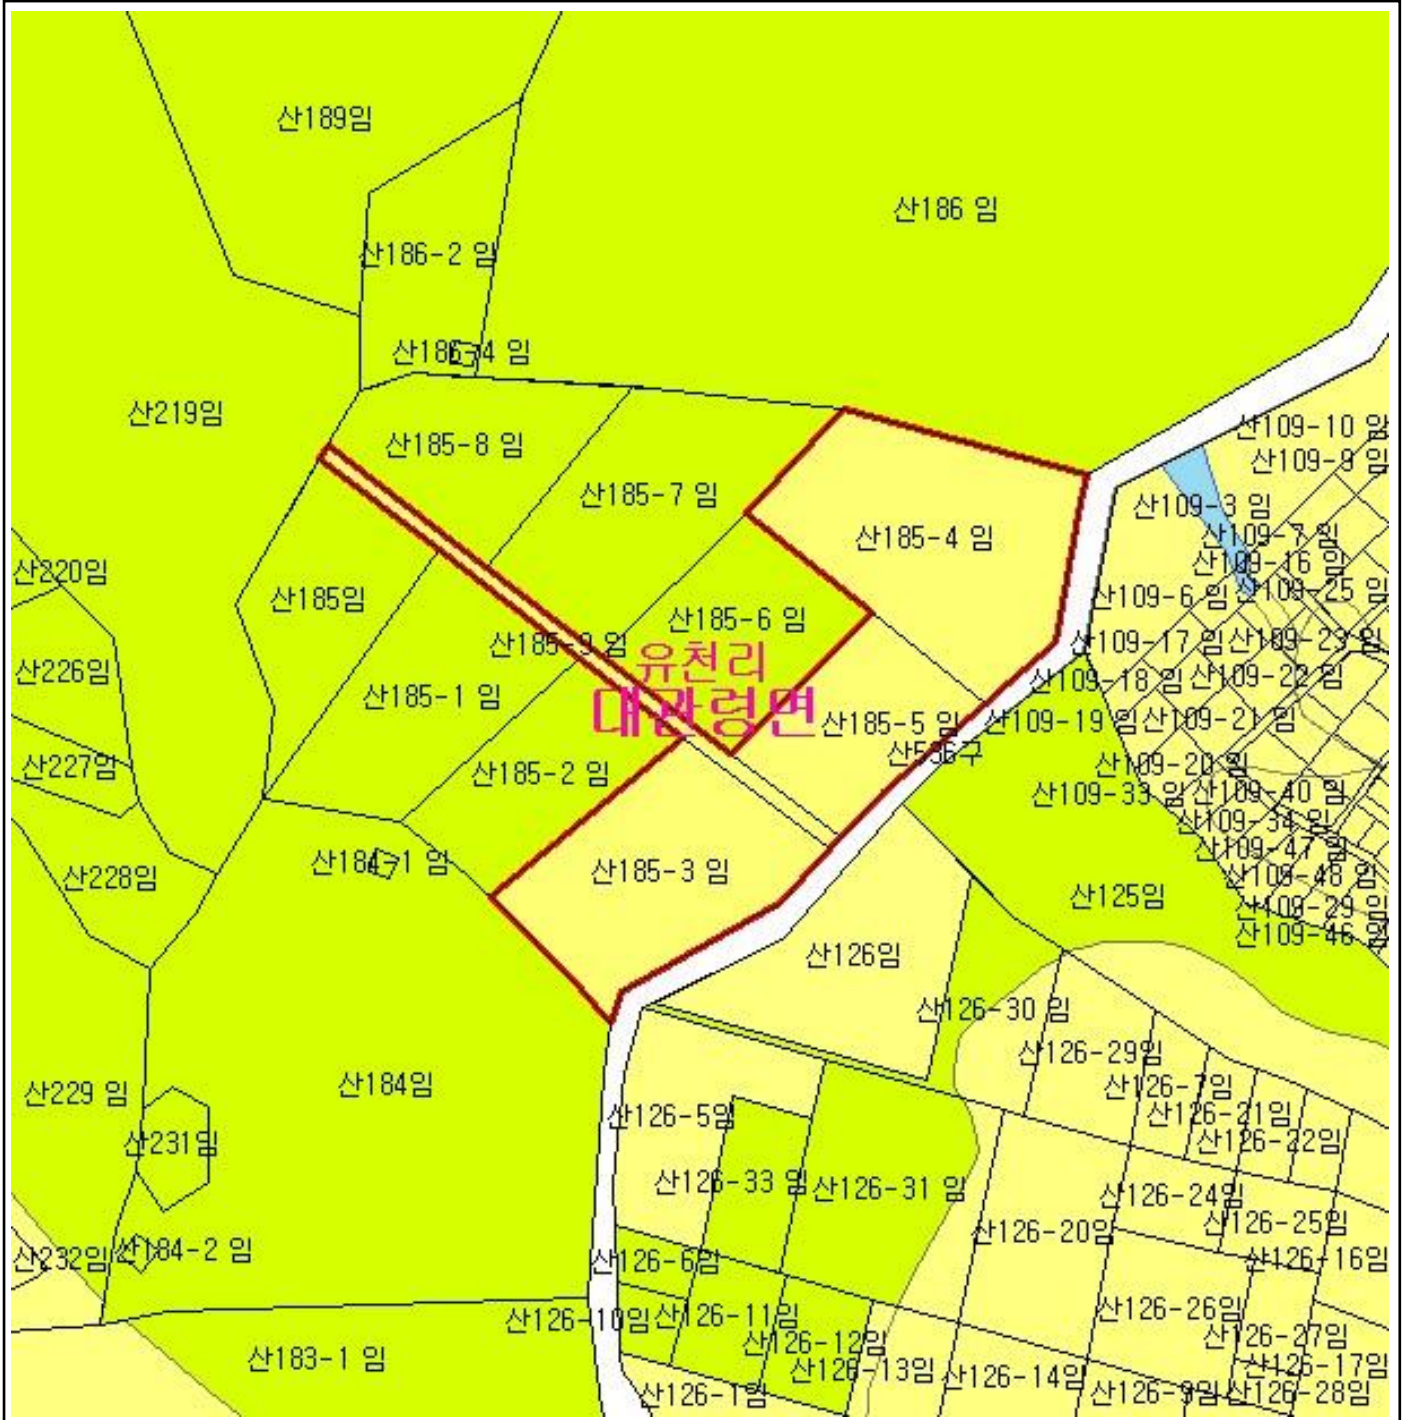 산189임
산186 임
산186-2 임
산186-4 임
산219임
산185-8 임
산109-10 임
산109-9 임
산185-7 임
산109-3 임
산185-4 임
산109-7 임
산109-16 임
산220임
산185임
산109-6 임
산109-25 임
산185-6 임
산185-9 임
산109-17 임
산109-23 임
유천리
산226임
산109-18 임
산109-22 임
산185-1 임
대관령면
산185-5 임
산109-19 임
산109-21 임
산536구
산227임
산185-2 임
산109-20 임
산109-33 임
산109-40 임
산109-34 임
산109-47 임
산184-1 임
산228임
산185-3 임
산109-48 임
산125임
산109-29 임
산109-46 임
산126임
산126-30 임
산126-29임
산229 임
산184임
산126-7임
산126-5임
산126-21임
산231임
산126-22임
산126-33 임
산126-31 임
산126-24임
산126-20임
산126-25임
산232임
산184-2 임
산126-6임
산126-16임
산126-10임
산126-11임
산126-26임
산126-12임
산126-27임
산183-1 임
산126-13임
산126-14임
산126-17임
산126-1임
산126-9임
산126-28임